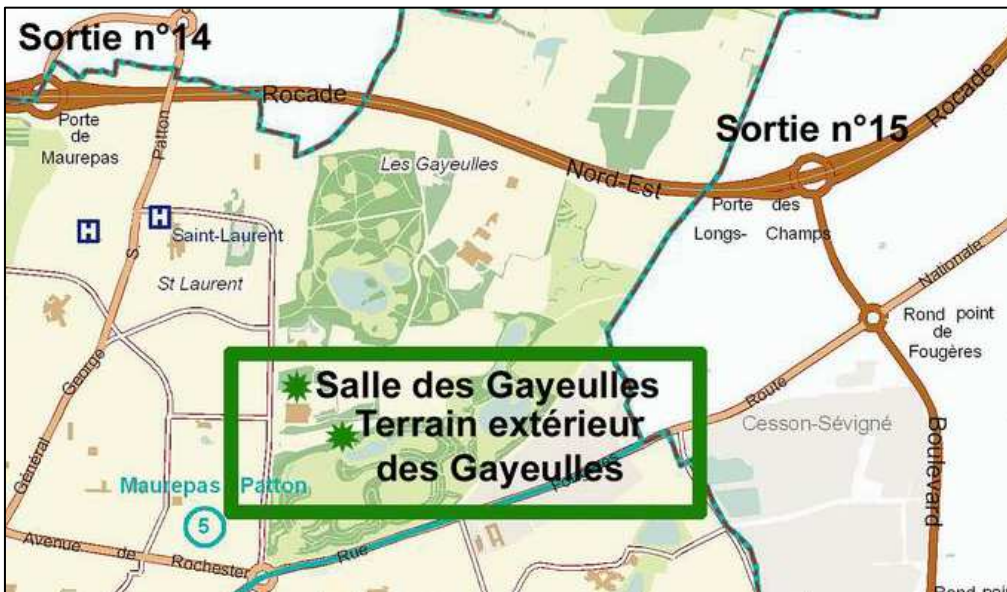 Sortie n°14
Rocade
Porte
de
Maurepas
Patton
Les Gayeulles
Sortie n°15
Rocade
Nord-Est
Porte des
Longs- Champs
H
H
Saint-Laurent
S.
St Laurent
Nationale
Rond point
de
Fougères
George
Salle des Gayeulles
Terrain extérieur
des Gayeulles
Route
Cesson-Sévigné
Boulevard
Général
Maurepas Patton
5
Fougères
Rue
Avenue de Rochester
Rond point